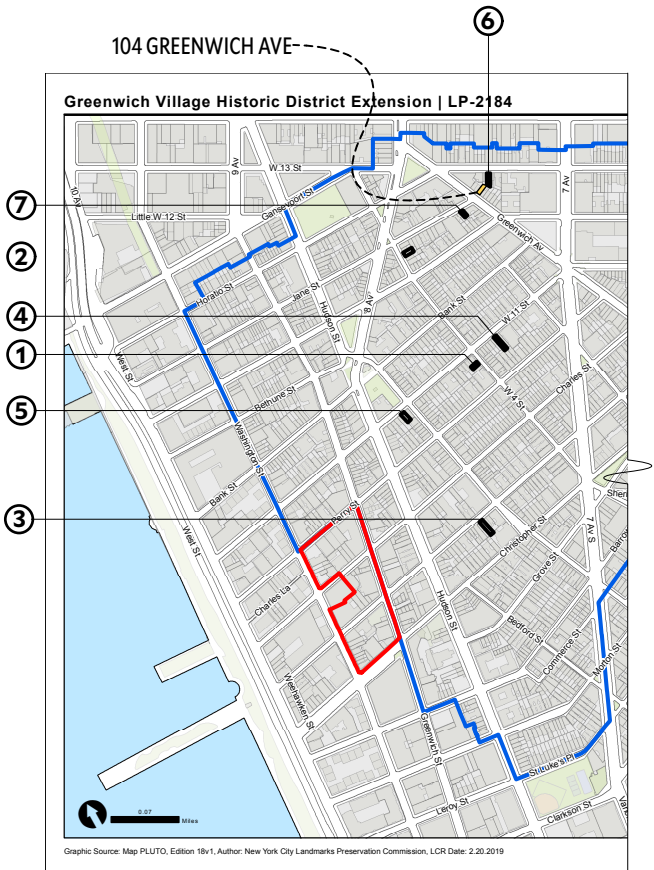 ⑥
104 GREENWICH AVE
Greenwich Village Historic District Extension | LP-2184
9 Av
W. 13 St
10 Av
⑦
Gansevoort St
7 Av
Little W. 12 St
Greenwich Av
②
Horatio St
Jane St
8 Av
Bank St
④
Hudson St
W. 11 St
①
West St
Charles St
Bethune St
W 4 St
⑤
Washington St
Bank St
③
Perry St
West St
Christopher St
7 Av S
Grove St
Charles La
Hudson St
Bedford St
Commerce St
Morton St
Weehawken St
Greenwich St
St Luke's Pl
Leroy St
Clarkson St
0.07
Miles
Graphic Source: Map PLUTO, Edition 18v1, Author: New York City Landmarks Preservation Commission, LCR Date: 2.20.2019